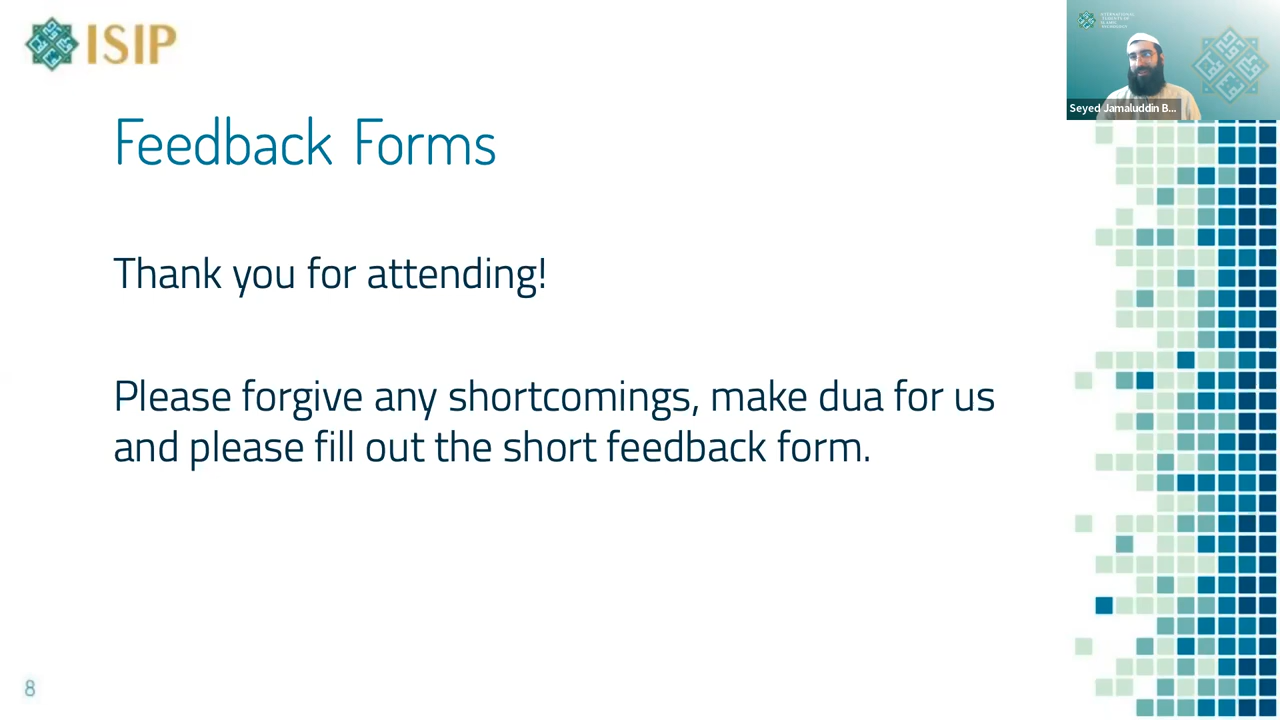 ISIP
Seyed Jamaluddin B...
Feedback Forms
Thank you for attending!
Please forgive any shortcomings, make dua for us
and please fill out the short feedback form.
8